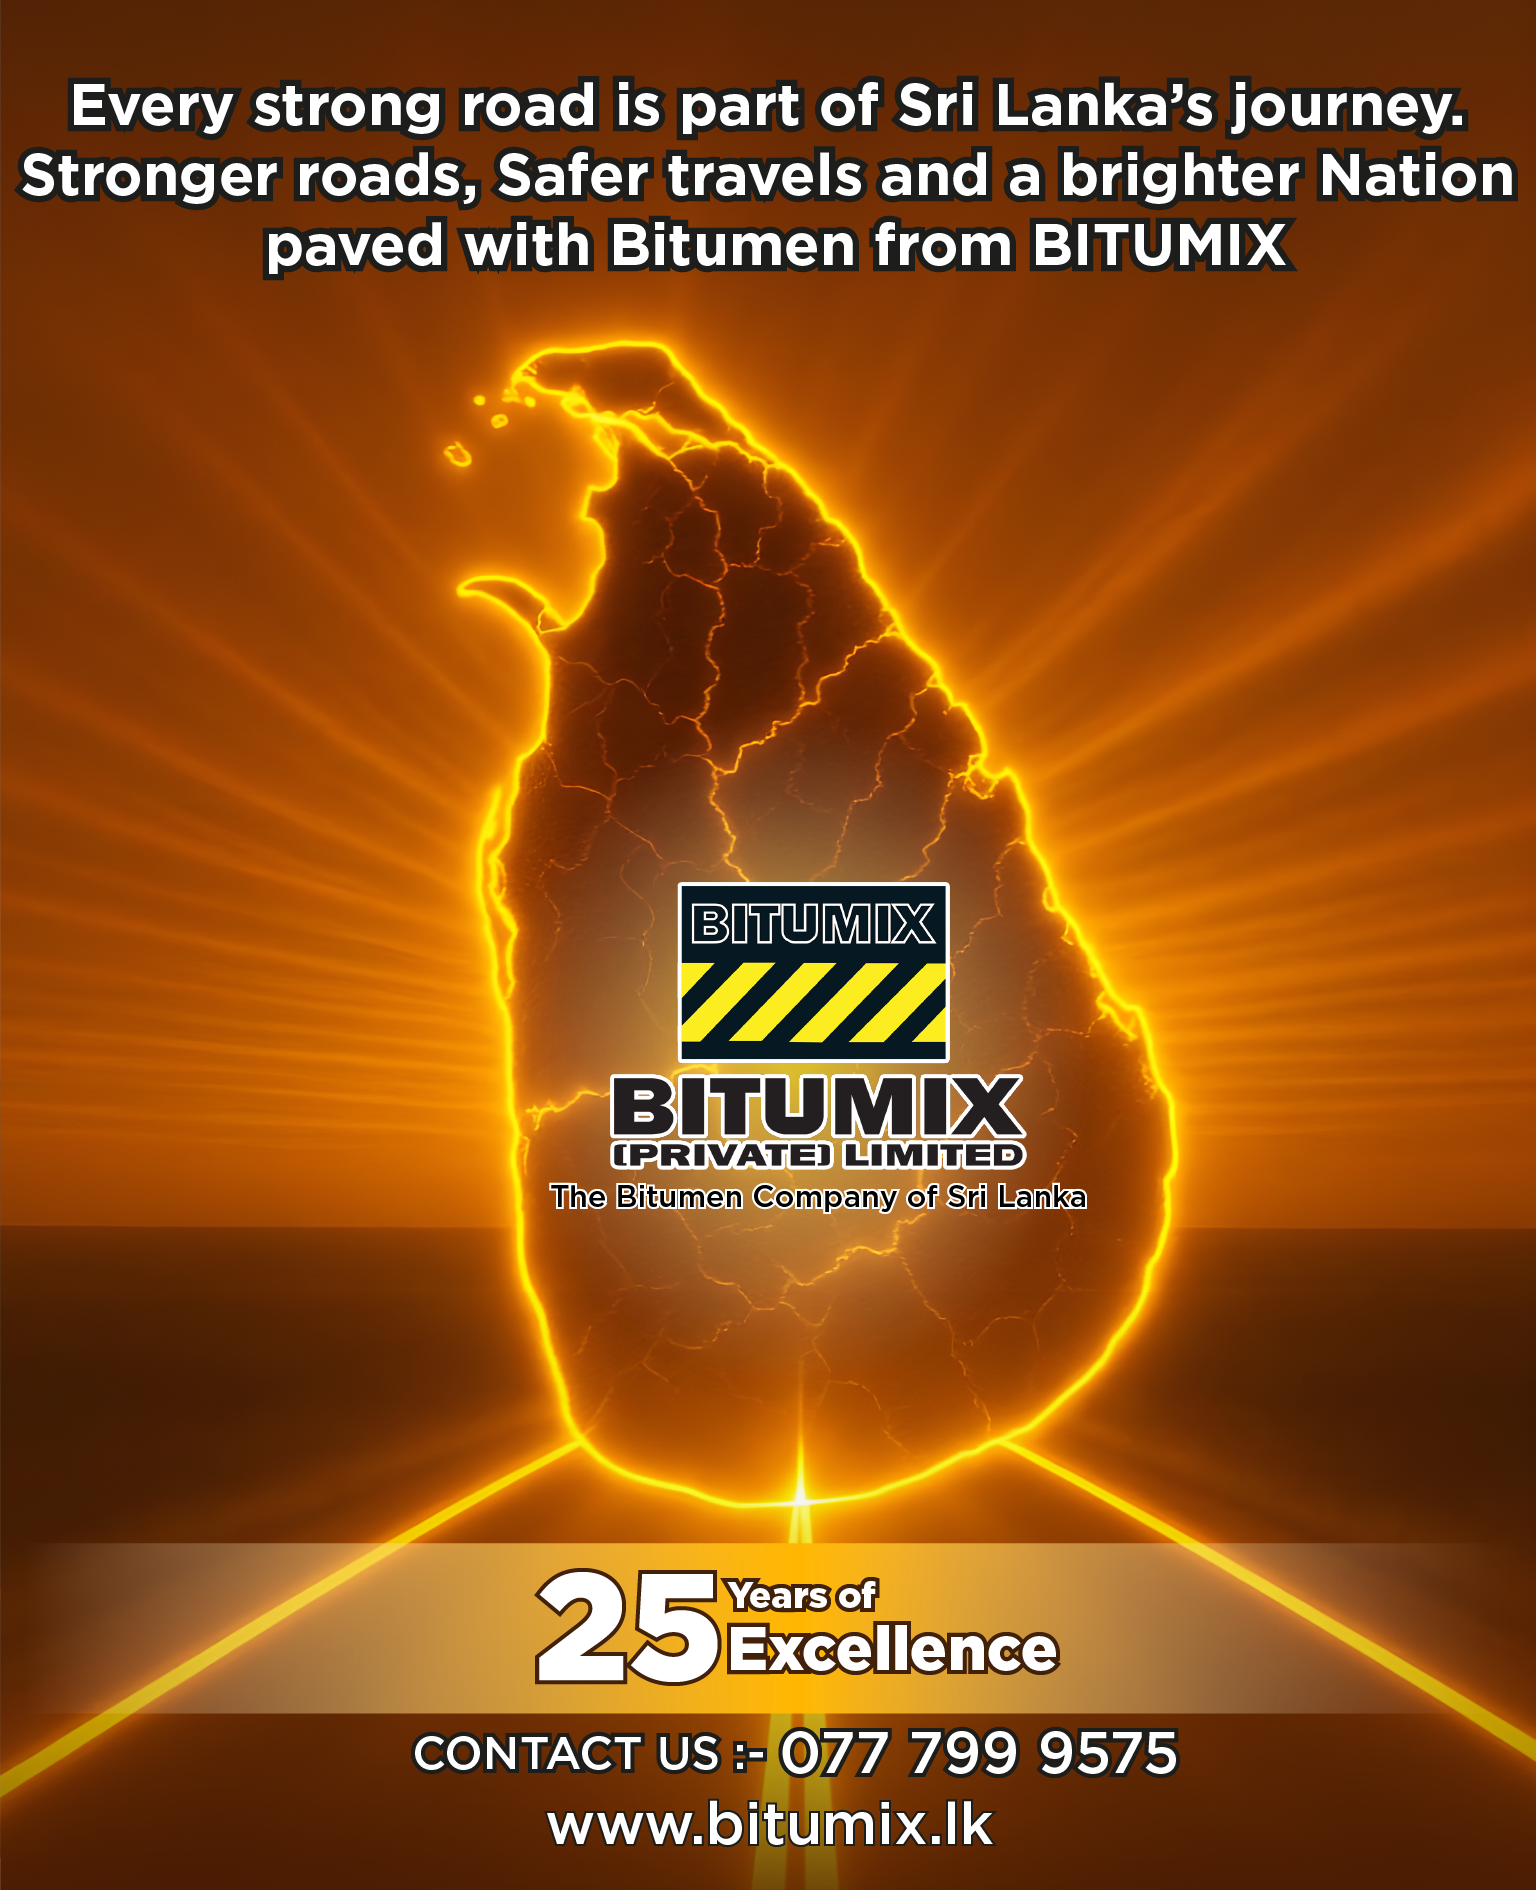 Every strong road is part of Sri Lanka’s journey.
Stronger roads, Safer travels and a brighter Nation
paved with Bitumen from BITUMIX
BITUMIX
BITUMIX
(PRIVATE) LIMITED
The Bitumen Company of Sri Lanka
25 Years of
Excellence
CONTACT US :- 077 799 9575
www.bitumix.lk